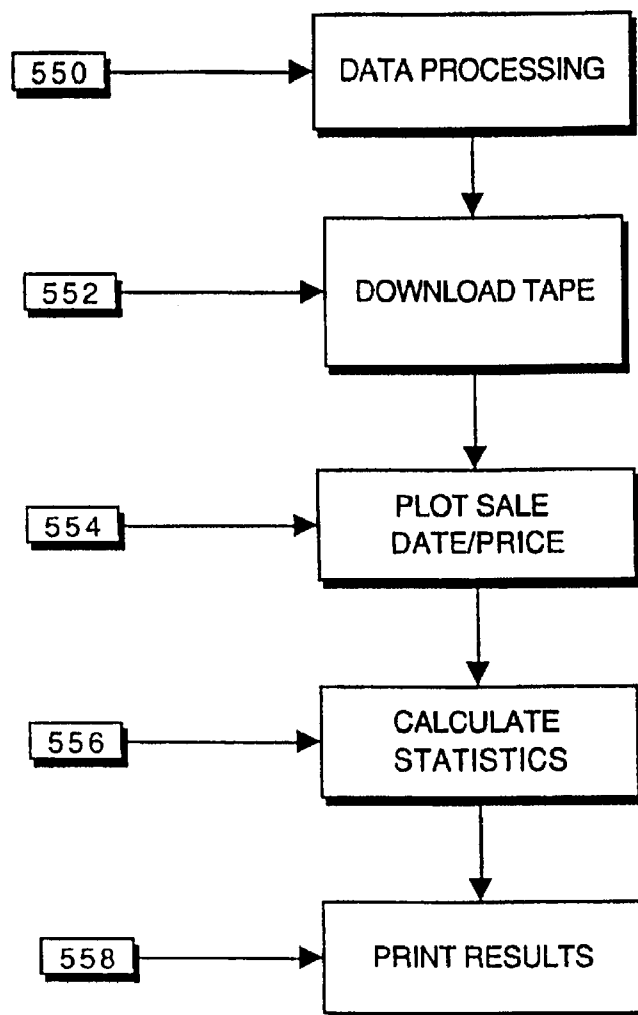 550
DATA PROCESSING
552
DOWNLOAD TAPE
554
PLOT SALE
DATE/PRICE
556
CALCULATE
STATISTICS
558
PRINT RESULTS